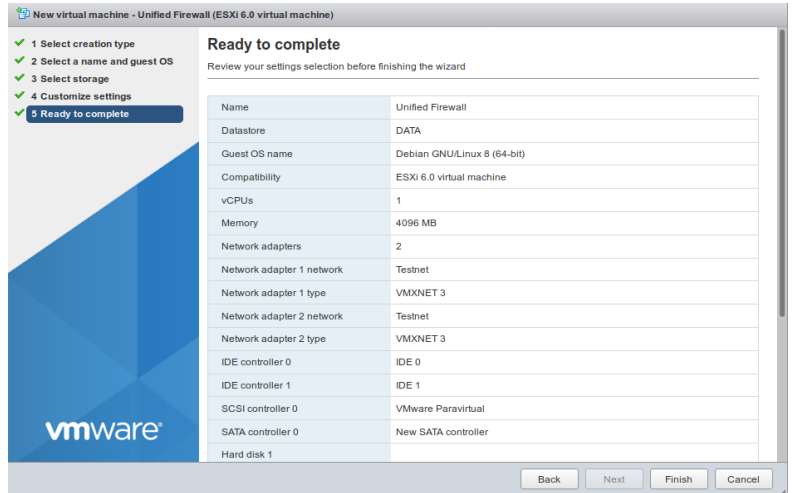 New virtual machine - Unified Firewall (ESXi 6.0 virtual machine)
1 Select creation type
2 Select a name and guest OS
3 Select storage
4 Customize settings
5 Ready to complete
vmware®
Ready to complete
Review your settings selection before finishing the wizard
Name Unified Firewall
Datastore DATA
Guest OS name Debian GNU/Linux 8 (64-bit)
Compatibility ESXi 6.0 virtual machine
vCPUs 1
Memory 4096 MB
Network adapters 2
Network adapter 1 network Testnet
Network adapter 1 type VMXNET 3
Network adapter 2 network Testnet
Network adapter 2 type VMXNET 3
IDE controller 0 IDE 0
IDE controller 1 IDE 1
SCSI controller 0 VMware Paravirtual
SATA controller 0 New SATA controller
Hard disk 1
Back Next Finish Cancel